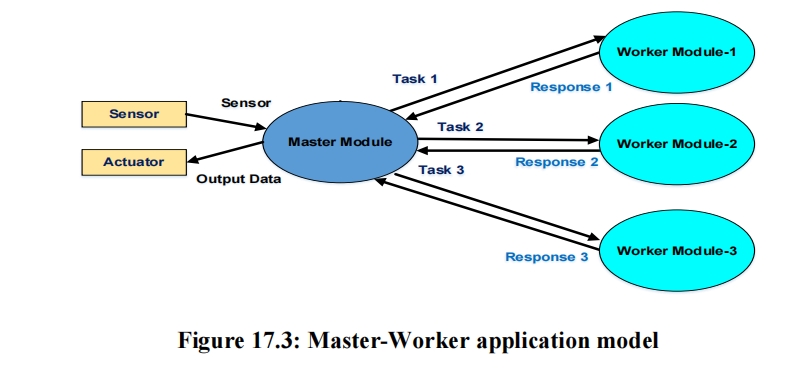 Worker Module-1
Task 1
Response 1
Sensor
Sensor
Task 2
Master Module
Worker Module-2
Actuator
Response 2
Task 3
Output Data
Worker Module-3
Response 3
Figure 17.3: Master-Worker application model